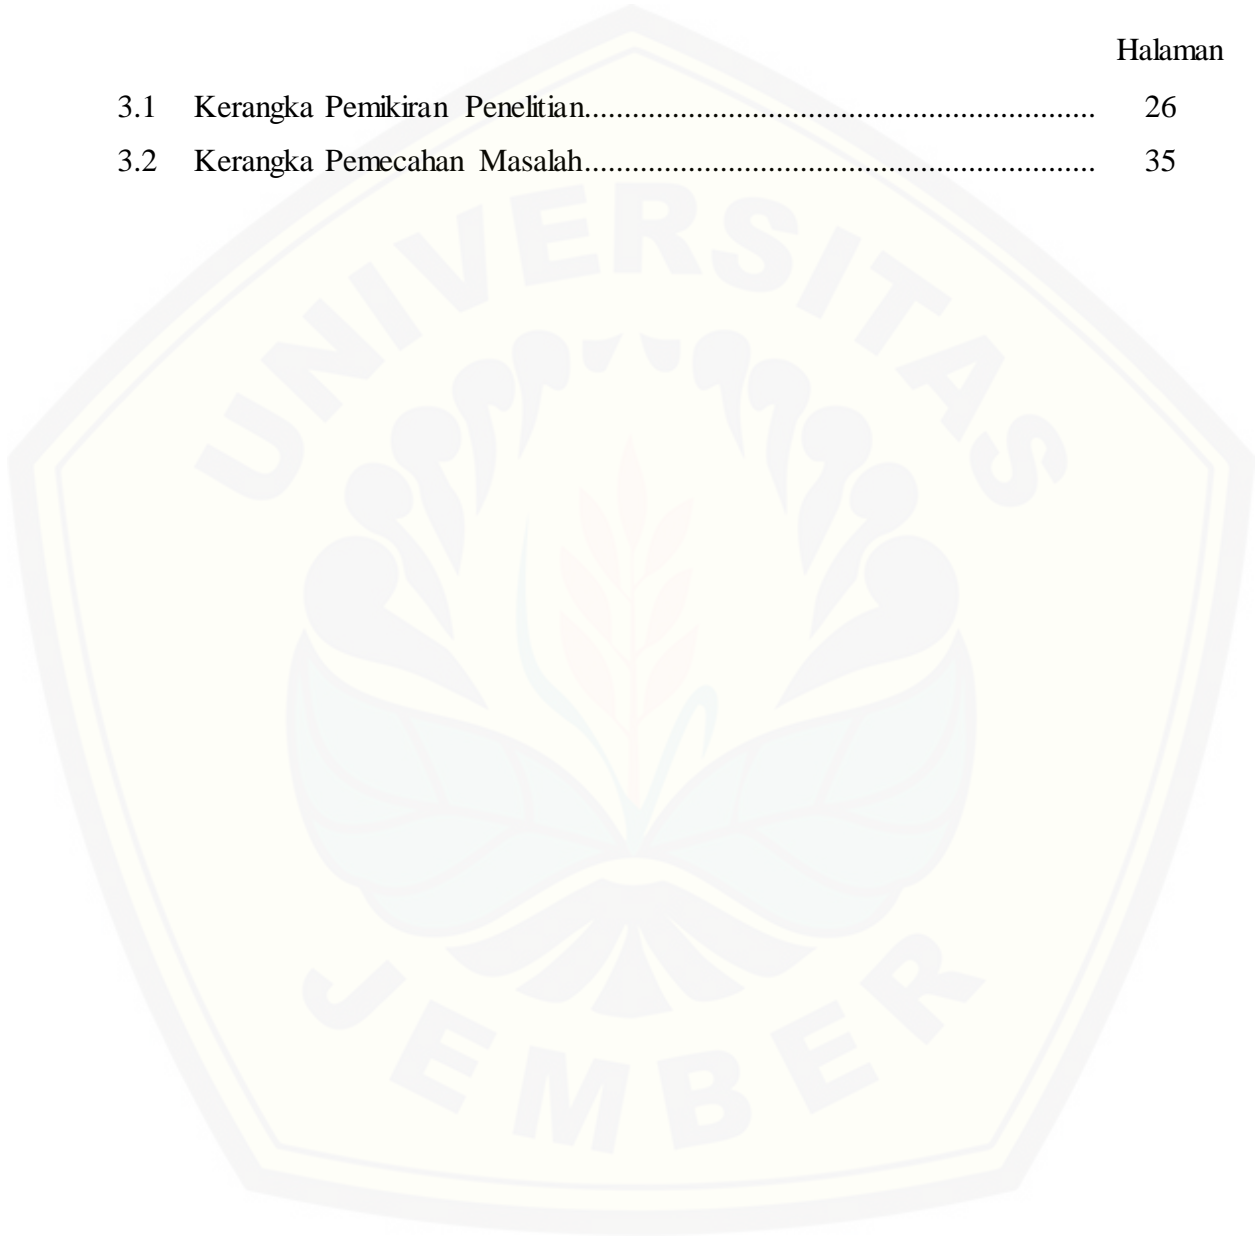 Halaman
3.1 Kerangka Pemikiran Penelitian................................................................ 26
3.2 Kerangka Pemecahan Masalah................................................................ 35
UNIVERSITAS
JEMBER